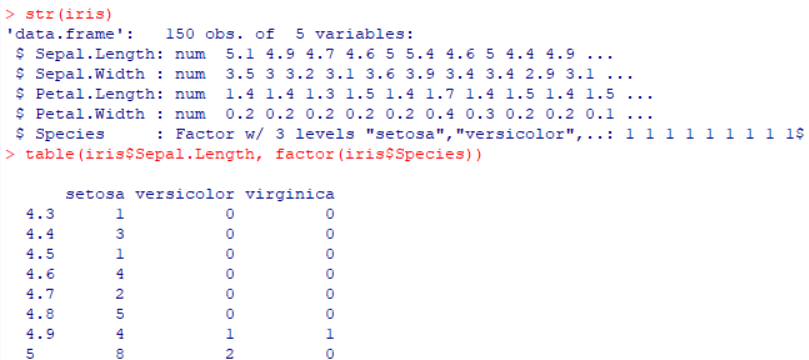 > str(iris)
'data.frame':   150 obs. of  5 variables:
 $ Sepal.Length: num  5.1 4.9 4.7 4.6 5 5.4 4.6 5 4.4 4.9 ...
 $ Sepal.Width : num  3.5 3 3.2 3.1 3.6 3.9 3.4 3.4 2.9 3.1 ...
 $ Petal.Length: num  1.4 1.4 1.3 1.5 1.4 1.7 1.4 1.5 1.4 1.5 ...
 $ Petal.Width : num  0.2 0.2 0.2 0.2 0.2 0.4 0.3 0.2 0.2 0.1 ...
 $ Species     : Factor w/ 3 levels "setosa","versicolor",..: 1 1 1 1 1 1 1 1 1$
> table(iris$Sepal.Length, factor(iris$Species))
      setosa versicolor virginica
  4.3      1          0         0
  4.4      3          0         0
  4.5      1          0         0
  4.6      4          0         0
  4.7      2          0         0
  4.8      5          0         0
  4.9      4          1         1
  5        8          2         0